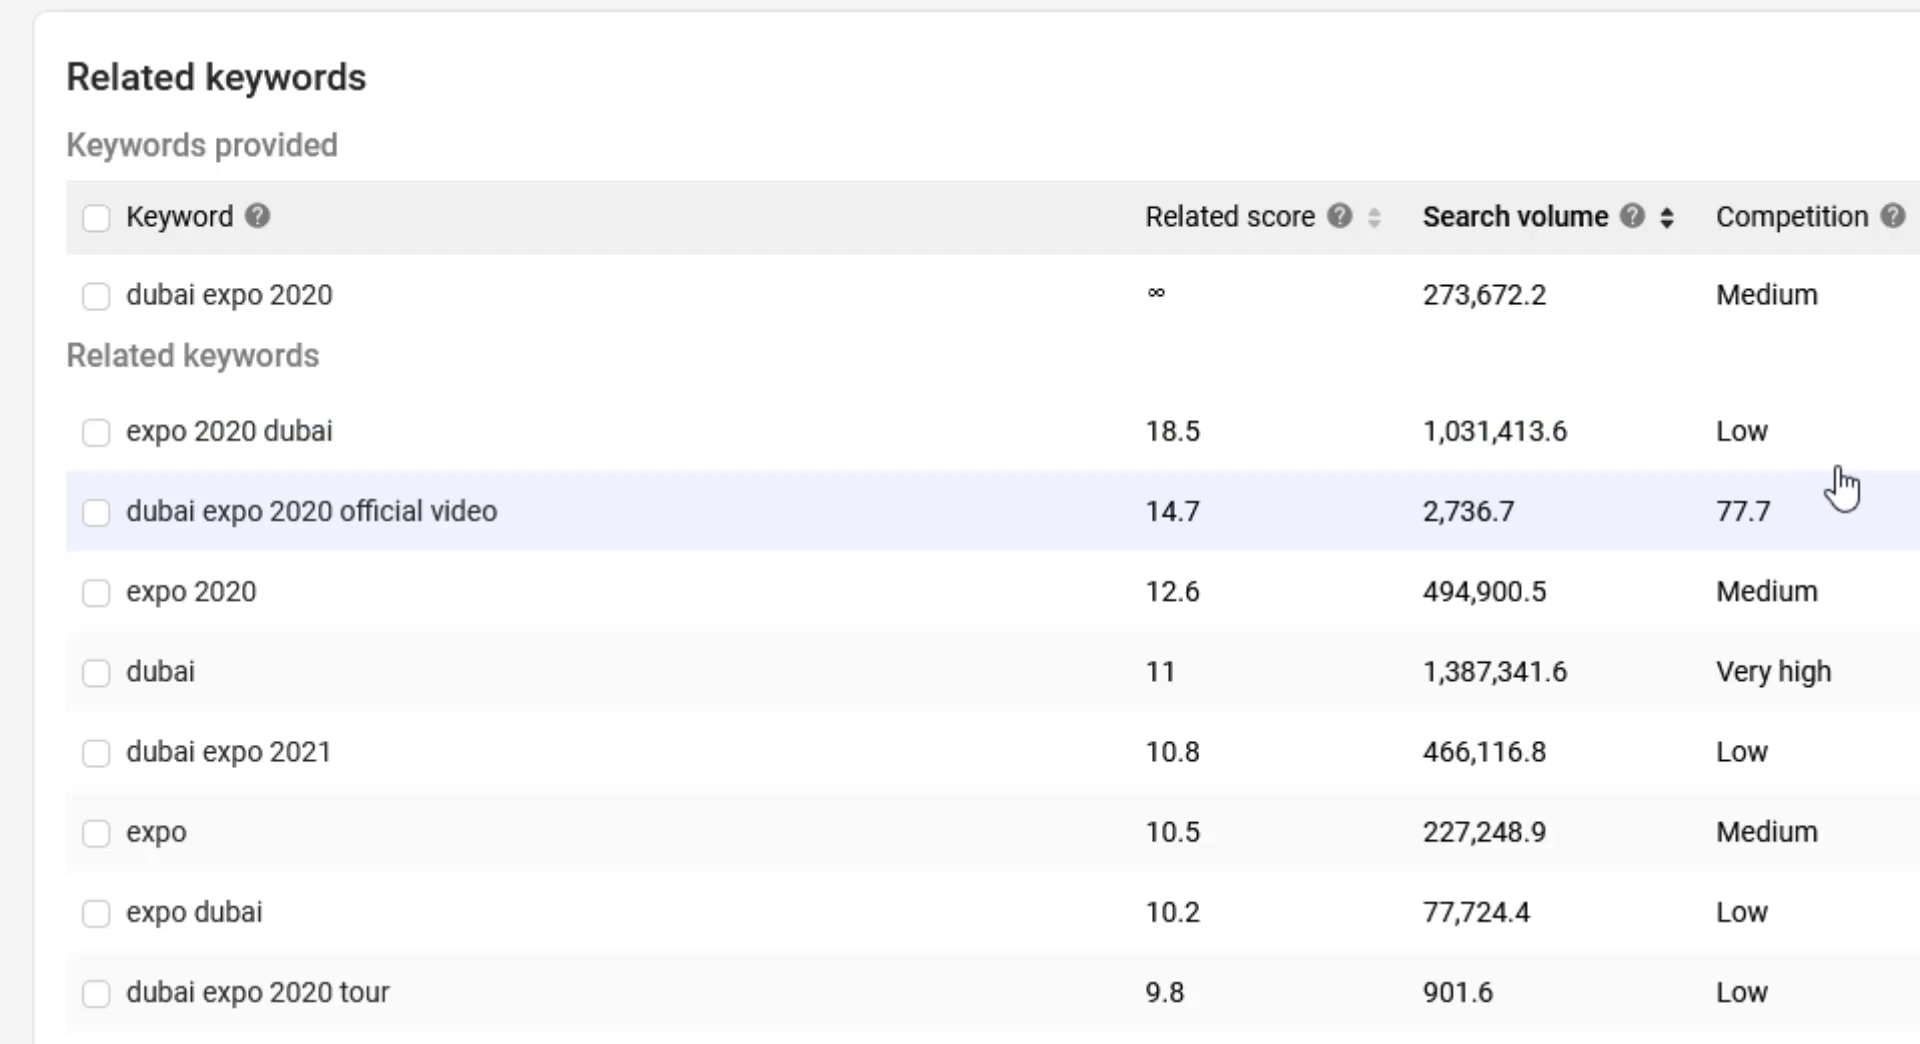 Related keywords
Keywords provided
Keyword Related score Search volume Competition
dubai expo 2020 ∞ 273,672.2 Medium
Related keywords
expo 2020 dubai 18.5 1,031,413.6 Low
dubai expo 2020 official video 14.7 2,736.7 77.7
expo 2020 12.6 494,900.5 Medium
dubai 11 1,387,341.6 Very high
dubai expo 2021 10.8 466,116.8 Low
expo 10.5 227,248.9 Medium
expo dubai 10.2 77,724.4 Low
dubai expo 2020 tour 9.8 901.6 Low